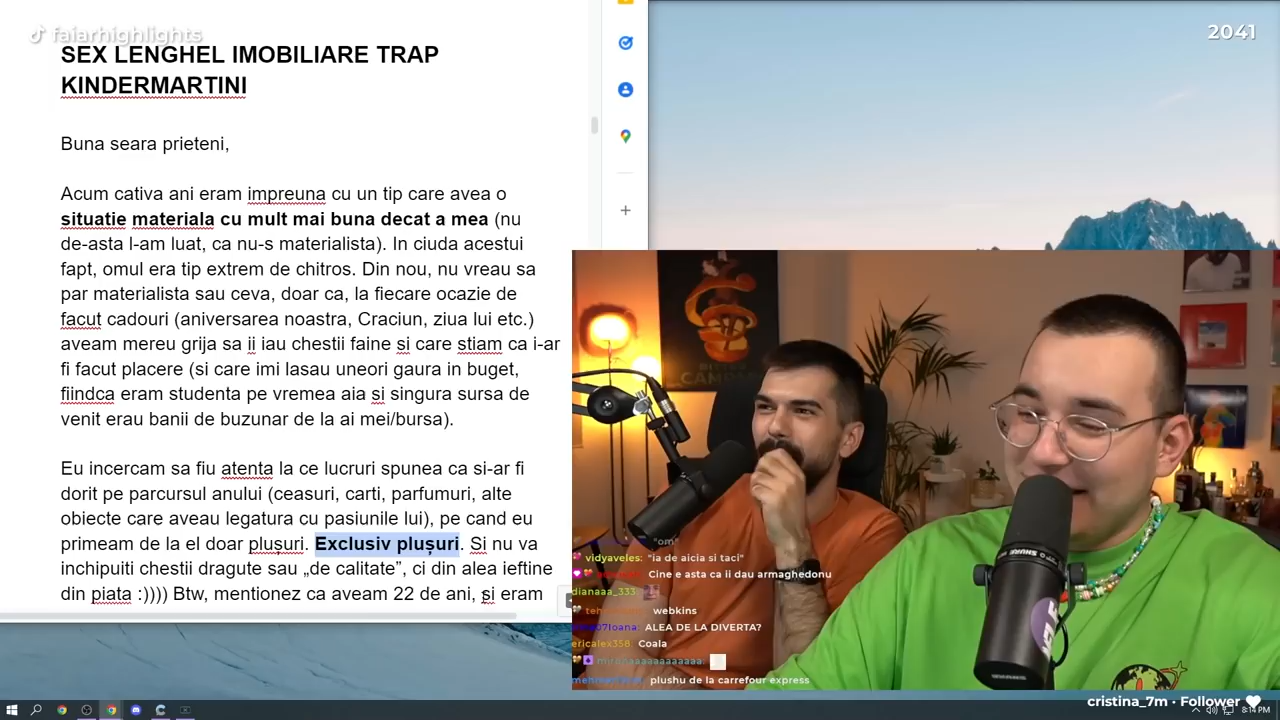 faiarhighlights
2041
SEX LENGHEL IMOBILIARE TRAP
KINDERMARTINI
Buna seara prieteni,
Acum cativa ani eram impreuna cu un tip care avea o
situatie materiala cu mult mai buna decat a mea (nu
de-asta l-am luat, ca nu-s materialista). In ciuda acestui
fapt, omul era tip extrem de chitros. Din nou, nu vreau sa
par materialista sau ceva, doar ca, la fiecare ocazie de
facut cadouri (aniversarea noastra, Craciun, ziua lui etc.)
aveam mereu grija sa ii iau chestii faine si care stiam ca i-ar
fi facut placere (si care imi lasau uneori gaura in buget,
fiindca eram studenta pe vremea aia si singura sursa de
venit erau banii de buzunar de la ai mei/bursa).
Eu incercam sa fiu atenta la ce lucruri spunea ca si-ar fi
dorit pe parcursul anului (ceasuri, carti, parfumuri, alte
obiecte care aveau legatura cu pasiunile lui), pe cand eu
primeam de la el doar plușuri. Exclusiv plușuri. Si nu va
inchipuiti chestii dragute sau „de calitate”, ci din alea ieftine
din piata :)))) Btw, mentionez ca aveam 22 de ani, și eram
"om"
vidyaveles: "ia de aicia si taci"
Cine e asta ca ii dau armaghedonu
dianaaa_333:
webkins
ALEA DE LA DIVERTA?
ericalex358: Coala
plushu de la carrefour express
SHURE
cristina_7m · Follower
8:14 PM